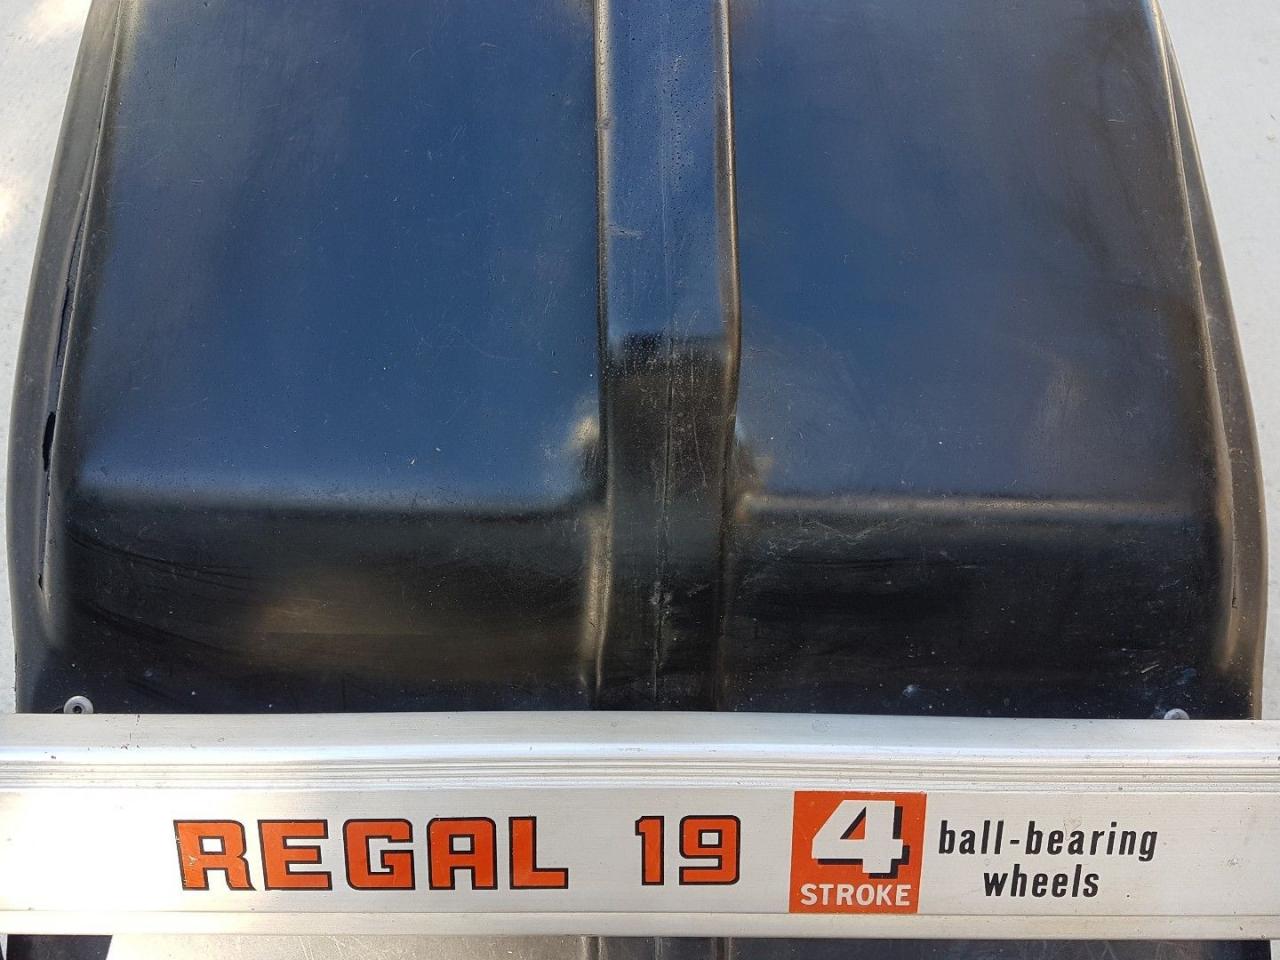 REGAL 19
4
STROKE
ball-bearing
wheels